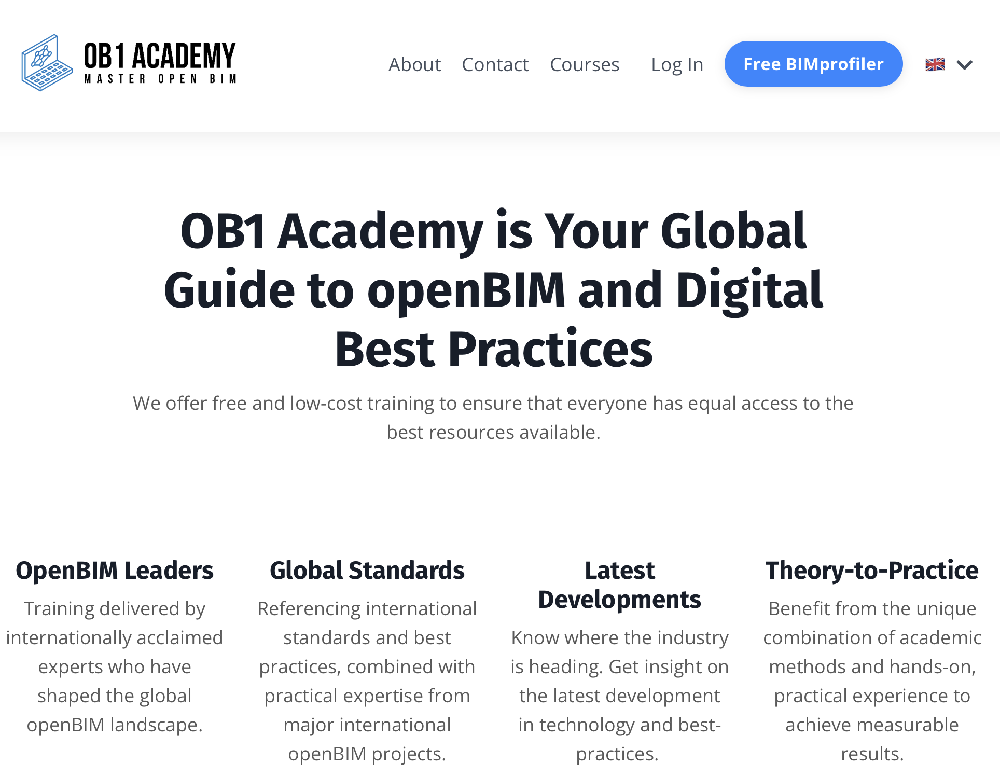 OB1 ACADEMY
MASTER OPEN BIM
About
Contact
Courses
Log In
Free BIMprofiler
OB1 Academy is Your Global
Guide to openBIM and Digital
Best Practices
We offer free and low-cost training to ensure that everyone has equal access to the
best resources available.
OpenBIM Leaders
Training delivered by
internationally acclaimed
experts who have
shaped the global
openBIM landscape.
Global Standards
Referencing international
standards and best
practices, combined with
practical expertise from
major international
openBIM projects.
Latest
Developments
Know where the industry
is heading. Get insight on
the latest development
in technology and best-
practices.
Theory-to-Practice
Benefit from the unique
combination of academic
methods and hands-on,
practical experience to
achieve measurable
results.